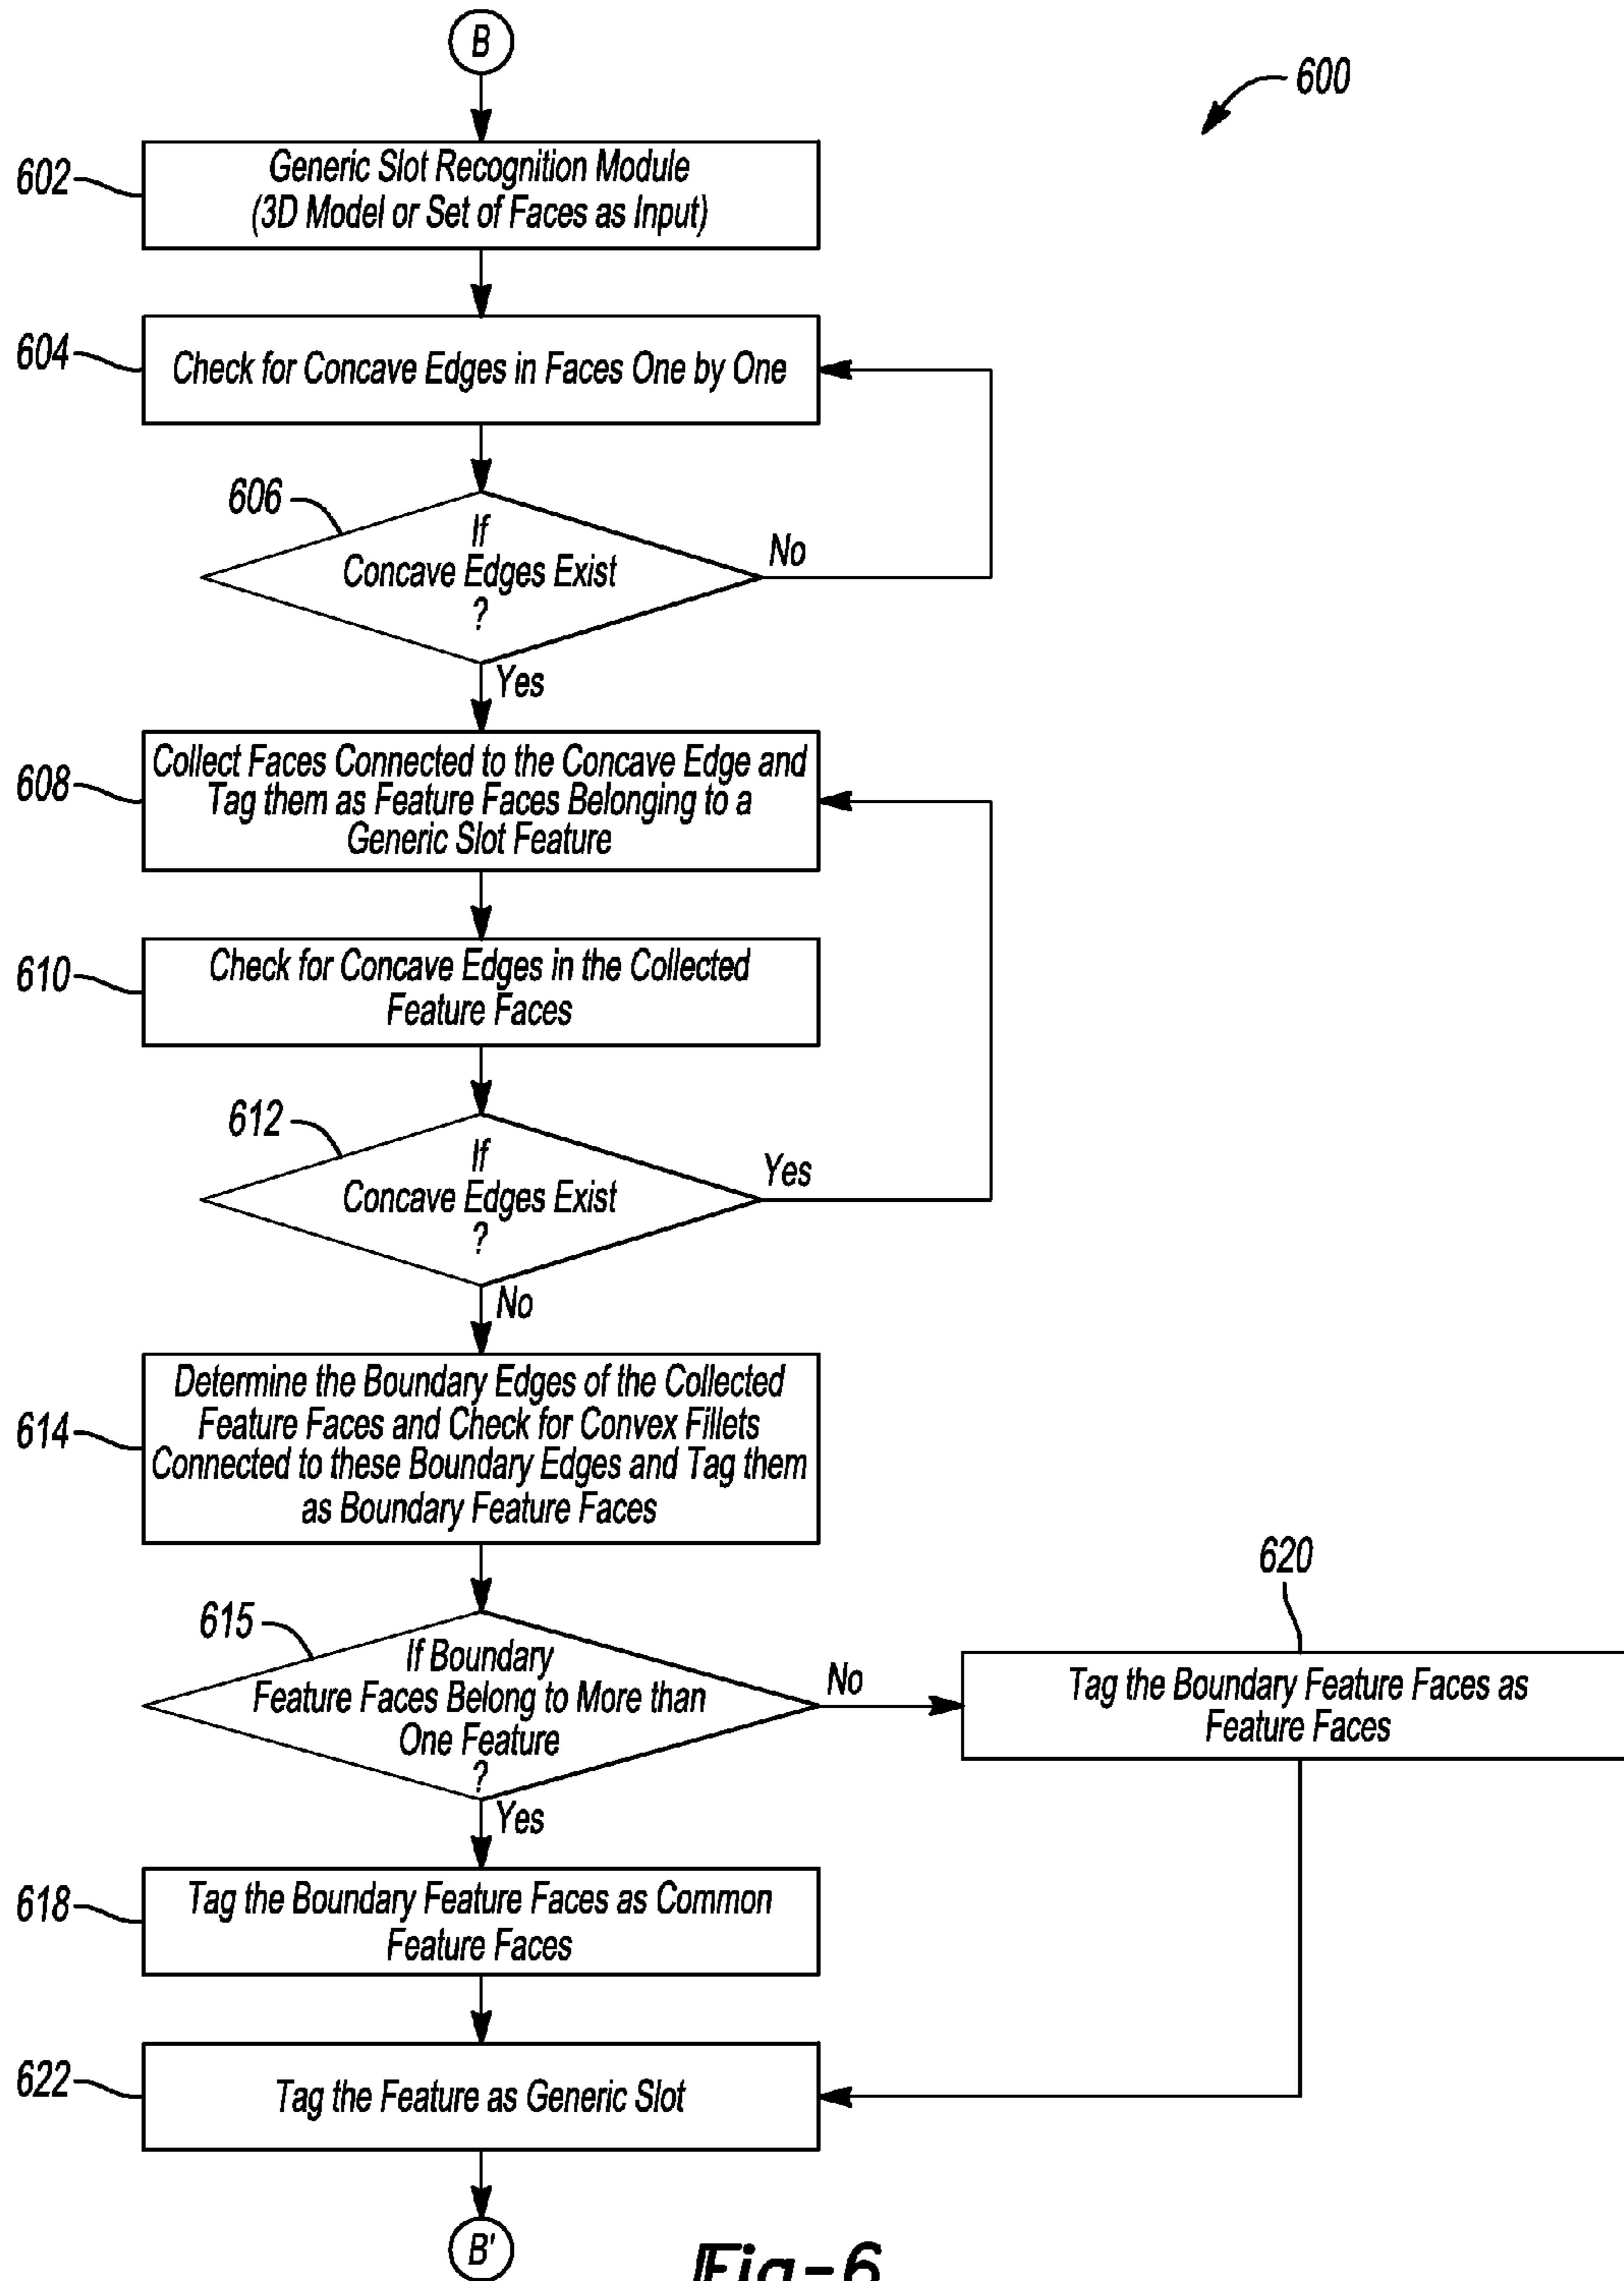 B
600
602
Generic Slot Recognition Module
(3D Model or Set of Faces as Input)
604
Check for Concave Edges in Faces One by One
606
If
Concave Edges Exist
?
No
Yes
608
Collect Faces Connected to the Concave Edge and
Tag them as Feature Faces Belonging to a
Generic Slot Feature
610
Check for Concave Edges in the Collected
Feature Faces
612
If
Concave Edges Exist
?
Yes
No
614
Determine the Boundary Edges of the Collected
Feature Faces and Check for Convex Fillets
Connected to these Boundary Edges and Tag them
as Boundary Feature Faces
615
If Boundary
Feature Faces Belong to More than
One Feature
?
No
Yes
620
Tag the Boundary Feature Faces as
Feature Faces
618
Tag the Boundary Feature Faces as Common
Feature Faces
622
Tag the Feature as Generic Slot
B'
Fig-6